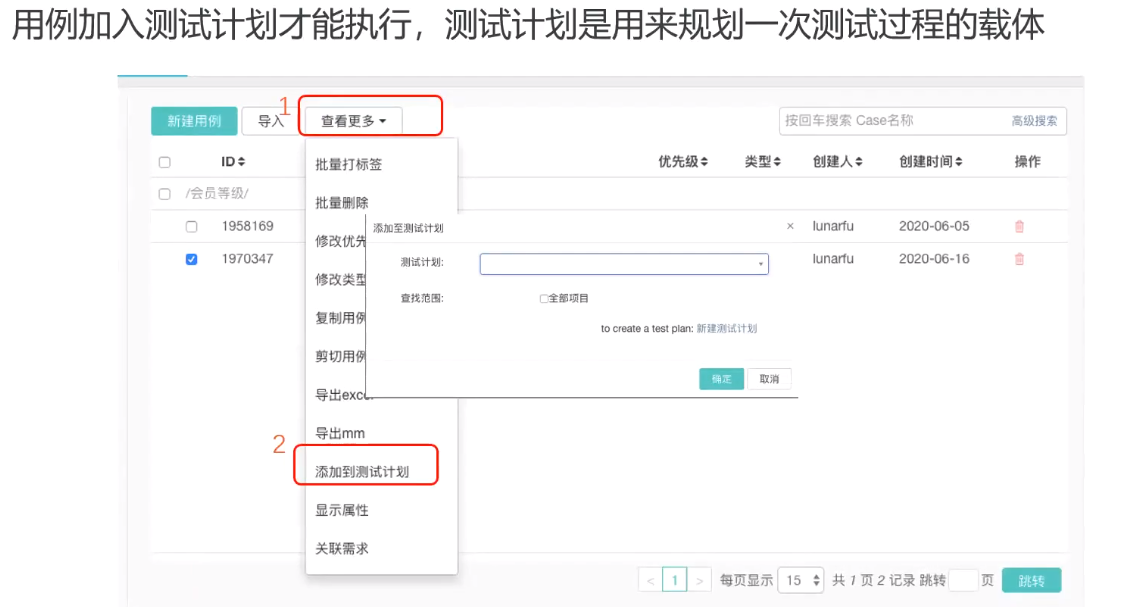 用例加入测试计划才能执行，测试计划是用来规划一次测试过程的载体
1
新建用例 导入 查看更多 按回车搜索 Case名称 高级搜索
ID 优先级 类型 创建人 创建时间 操作
/会员等级/
1958169 lunarfu 2020-06-05
1970347 lunarfu 2020-06-16
批量打标签
批量删除
修改优先
修改类型
复制用例
剪切用例
导出excel
导出mm
2
添加到测试计划
显示属性
关联需求
添加至测试计划 ×
测试计划:
查找范围: 全部项目
to create a test plan: 新建测试计划
确定 取消
< 1 > 每页显示 15 共 1 页 2 记录 跳转 页 跳转